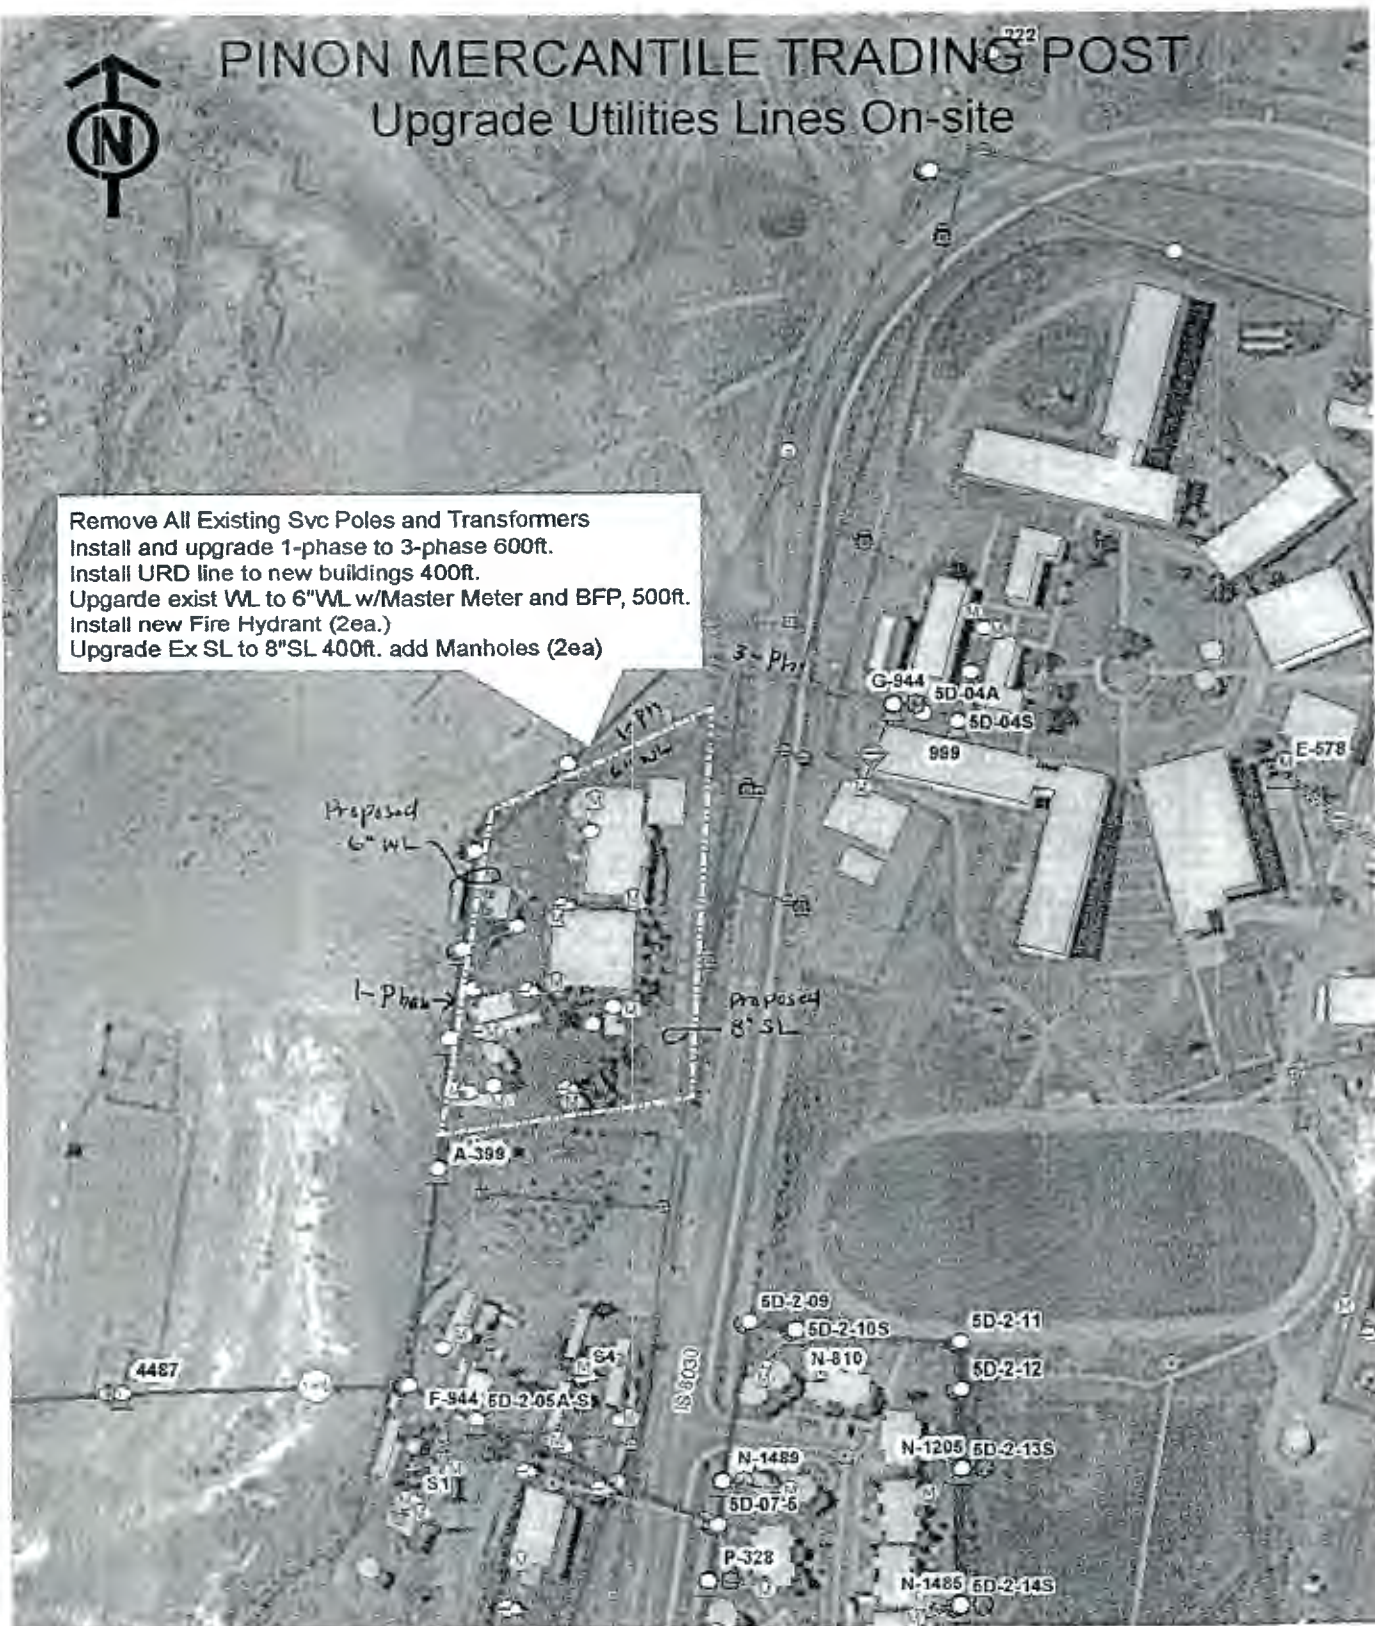 PINON MERCANTILE TRADING POST
222
Upgrade Utilities Lines On-site
N
Remove All Existing Svc Poles and Transformers
Install and upgrade 1-phase to 3-phase 600ft.
Install URD line to new buildings 400ft.
Upgarde exist WL to 6"WL w/Master Meter and BFP, 500ft.
Install new Fire Hydrant (2ea.)
Upgrade Ex SL to 8"SL 400ft. add Manholes (2ea)
3-Ph
G-944
5D-04A
5D-04S
1-PH
6" WL
999
E-578
Proposed
6" WL
1-Phase
Proposed
8" SL
A-399
5D-2-09
5D-2-10S
5D-2-11
N-810
5D-2-12
4487
S4
F-944
5D-2-05A-S
IS 8030
N-1205
5D-2-13S
N-1489
S1
5D-07-5
P-328
N-1485
5D-2-14S